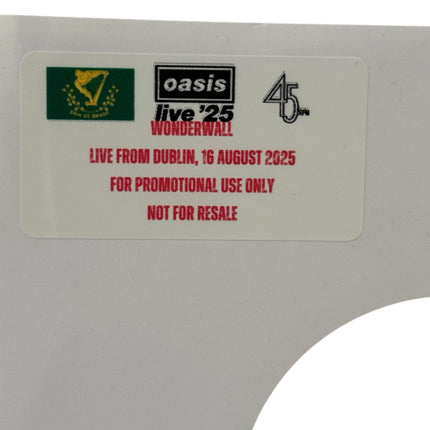 oasis
live '25
45
WONDERWALL
LIVE FROM DUBLIN, 16 AUGUST 2025
FOR PROMOTIONAL USE ONLY
NOT FOR RESALE